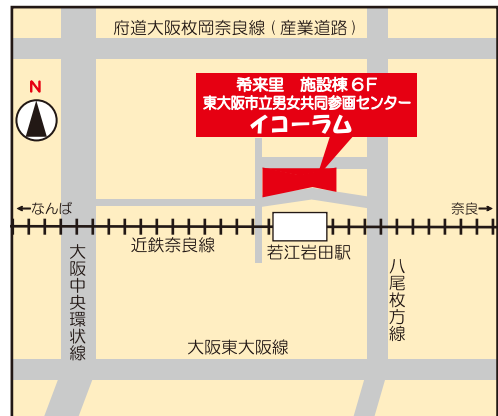 府道大阪枚岡奈良線(産業道路)
N
希来里 施設棟6F
東大阪市立男女共同参画センター
イコーラム
←なんば
奈良→
近鉄奈良線
若江岩田駅
大阪中央環状線
八尾枚方線
大阪東大阪線